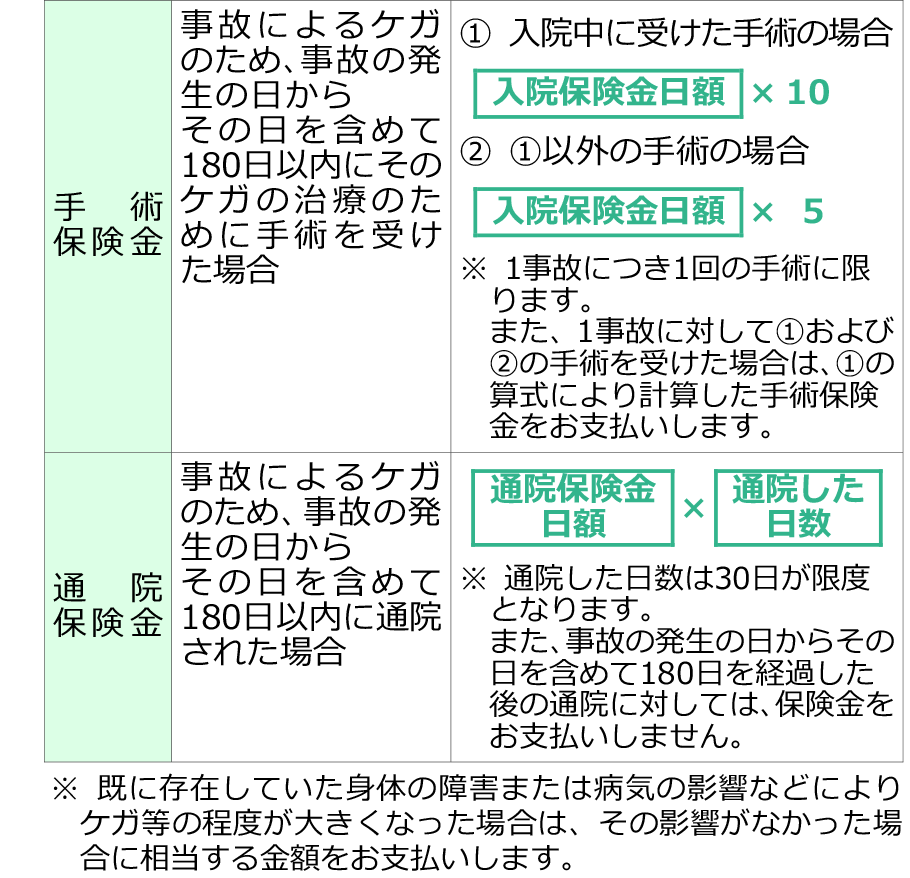 手術
保険金
事故によるケガ
のため、事故の発
生の日から
その日を含めて
180日以内にその
ケガの治療のた
めに手術を受け
た場合
① 入院中に受けた手術の場合
入院保険金日額 × 10
② ①以外の手術の場合
入院保険金日額 × 5
※ 1事故につき1回の手術に限
ります。
また、1事故に対して①および
②の手術を受けた場合は、①の
算式により計算した手術保険
金をお支払いします。
通院
保険金
事故によるケガ
のため、事故の発
生の日から
その日を含めて
180日以内に通院
された場合
通院保険金
日額
×
通院した
日数
※ 通院した日数は30日が限度
となります。
また、事故の発生の日からその
日を含めて180日を経過した
後の通院に対しては、保険金を
お支払いしません。
※ 既に存在していた身体の障害または病気の影響などにより
ケガ等の程度が大きくなった場合は、その影響がなかった場
合に相当する金額をお支払いします。